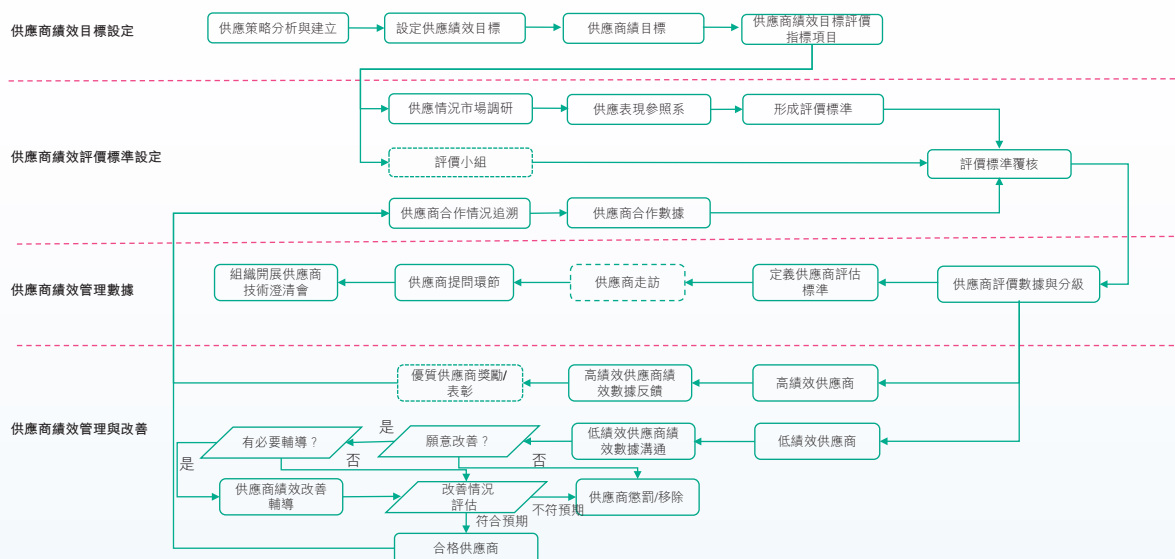 供應商績效目標設定
供應策略分析與建立
設定供應績效目標
供應商績目標
供應商績效目標評價
指標項目
供應商績效評價標準設定
供應情況市場調研
供應表現參照系
形成評價標準
評價小組
評價標準覆核
供應商合作情況追溯
供應商合作數據
供應商績效管理數據
組織開展供應商
技術澄清會
供應商提問環節
供應商走訪
定義供應商評估
標準
供應商評價數據與分級
供應商績效管理與改善
優質供應商獎勵/
表彰
高績效供應商績
效數據反饋
高績效供應商
有必要輔導？
是
願意改善？
低績效供應商績
效數據溝通
低績效供應商
是
否
否
供應商績效改善
輔導
改善情況
評估
不符預期
供應商懲罰/移除
符合預期
合格供應商